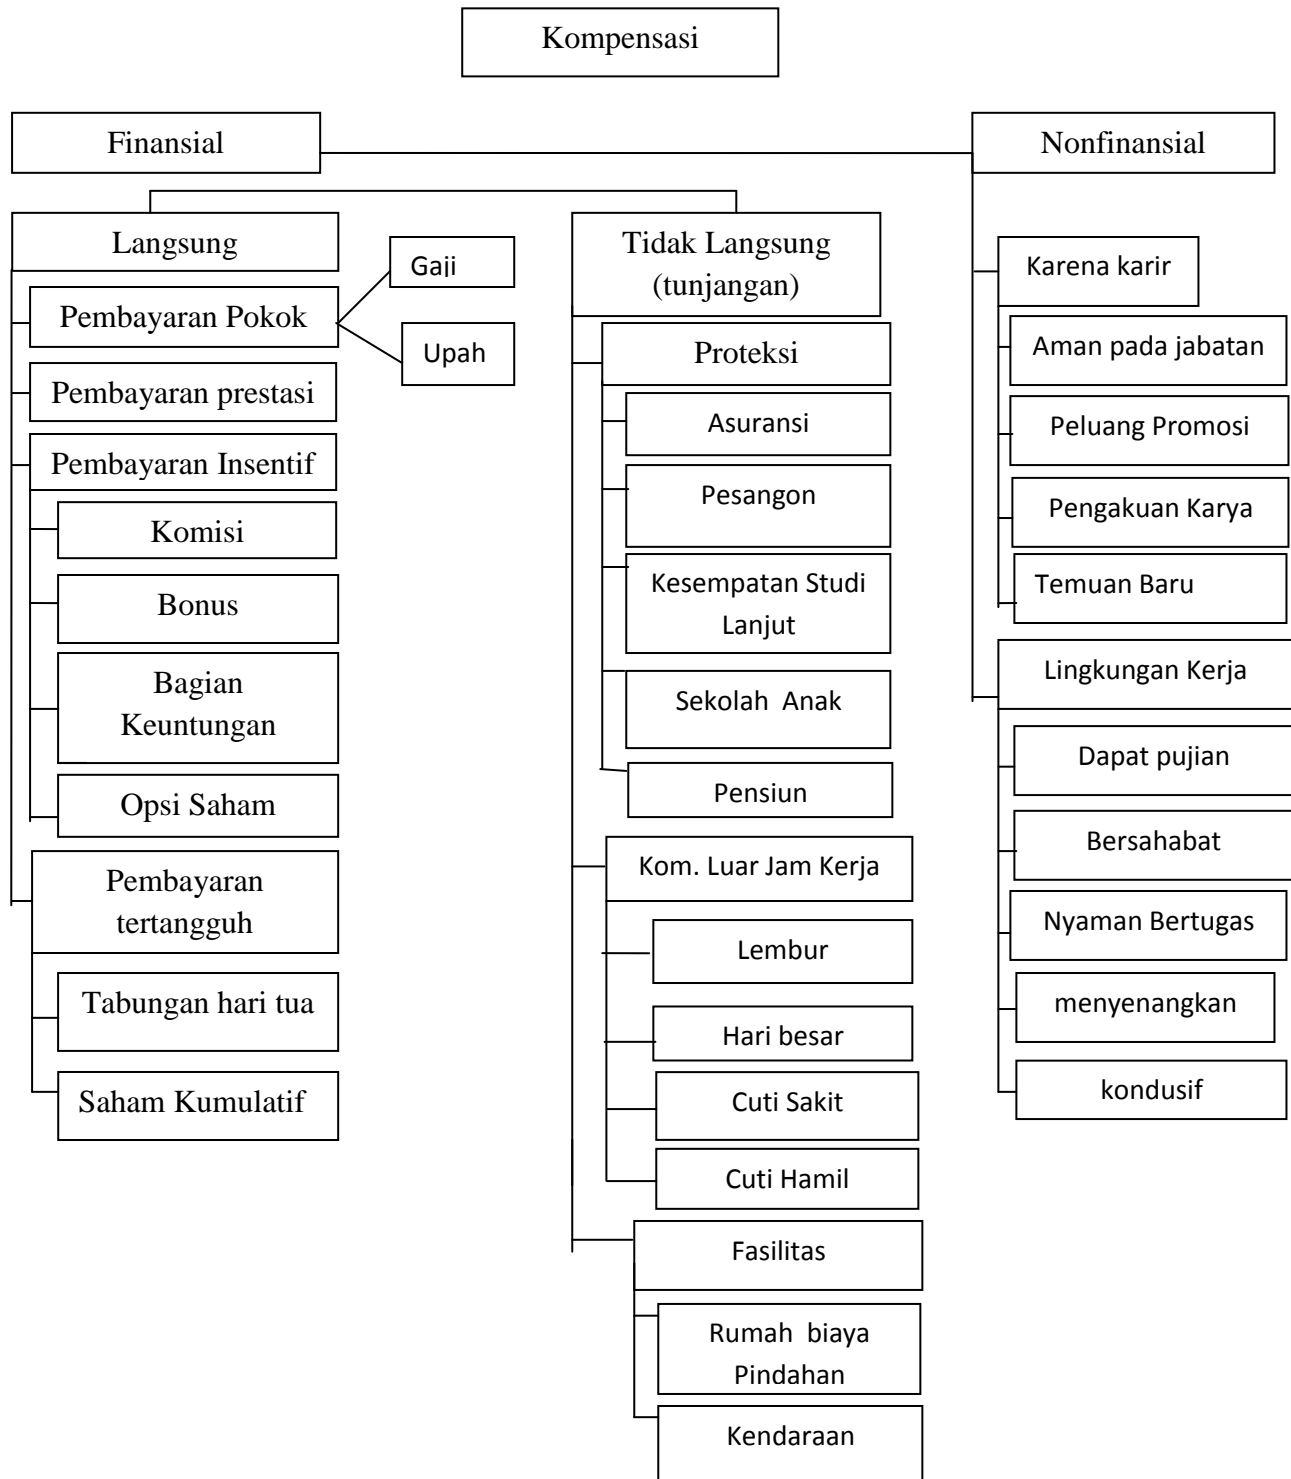 Kompensasi
Finansial
Nonfinansial
Langsung
Pembayaran Pokok
Gaji
Upah
Pembayaran prestasi
Pembayaran Insentif
Komisi
Bonus
Bagian
Keuntungan
Opsi Saham
Pembayaran
tertangguh
Tabungan hari tua
Saham Kumulatif
Tidak Langsung
(tunjangan)
Proteksi
Asuransi
Pesangon
Kesempatan Studi
Lanjut
Sekolah Anak
Pensiun
Kom. Luar Jam Kerja
Lembur
Hari besar
Cuti Sakit
Cuti Hamil
Fasilitas
Rumah biaya
Pindahan
Kendaraan
Karena karir
Aman pada jabatan
Peluang Promosi
Pengakuan Karya
Temuan Baru
Lingkungan Kerja
Dapat pujian
Bersahabat
Nyaman Bertugas
menyenangkan
kondusif